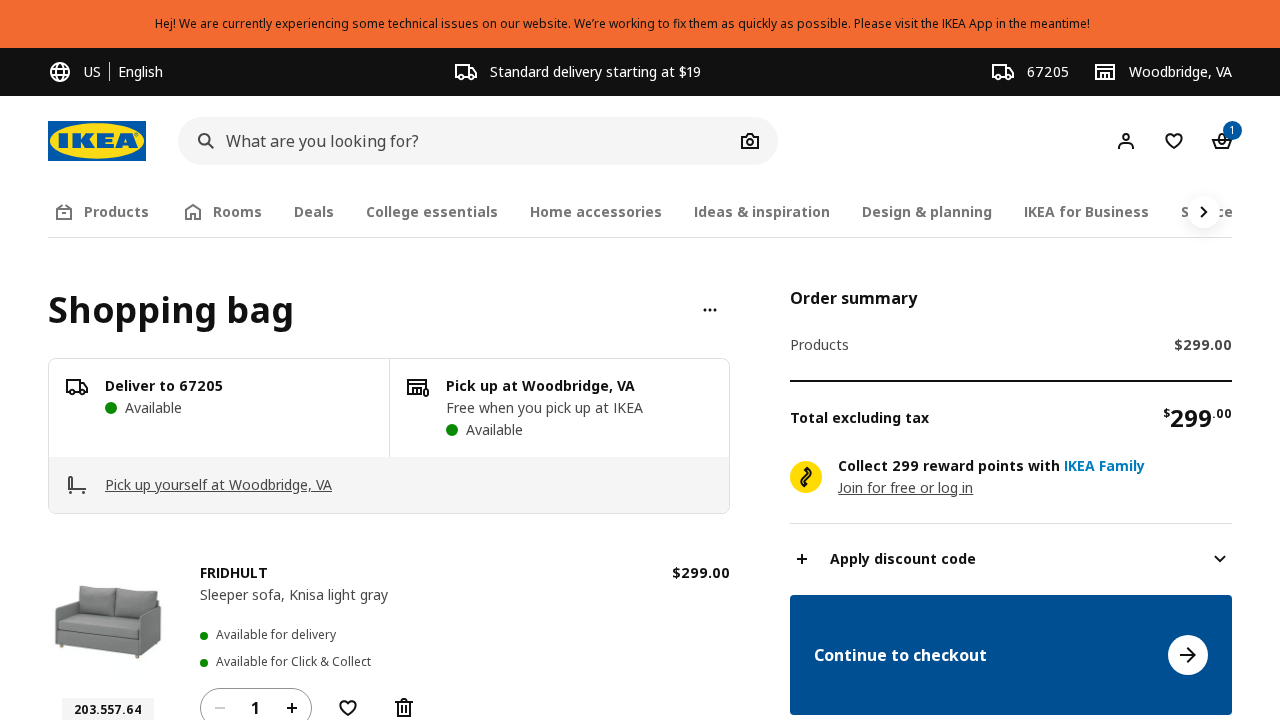 Hej! We are currently experiencing some technical issues on our website. We’re working to fix them as quickly as possible. Please visit the IKEA App in the meantime!
US
English
Standard delivery starting at $19
67205
Woodbridge, VA
IKEA
What are you looking for?
1
Products
Rooms
Deals
College essentials
Home accessories
Ideas & inspiration
Design & planning
IKEA for Business
Shopping bag
Deliver to 67205
Available
Pick up at Woodbridge, VA
Free when you pick up at IKEA
Available
Pick up yourself at Woodbridge, VA
FRIDHULT
$299.00
Sleeper sofa, Knisa light gray
Available for delivery
Available for Click & Collect
1
203.557.64
Order summary
Products
$299.00
Total excluding tax
$299.00
Collect 299 reward points with IKEA Family
Join for free or log in
Apply discount code
Continue to checkout